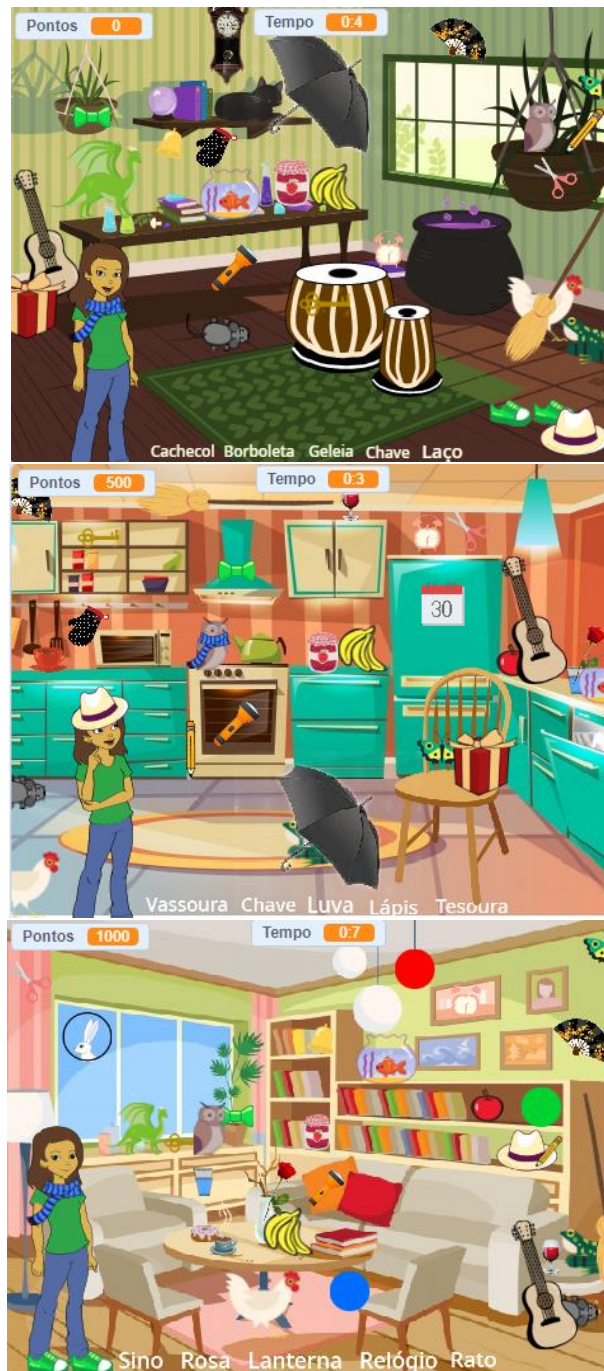 Pontos 0 Tempo 0:4
Cachecol Borboleta Geleia Chave Laço
Pontos 500 Tempo 0:3
30
Vassoura Chave Luva Lápis Tesoura
Pontos 1000 Tempo 0:7
Sino Rosa Lanterna Relógio Rato